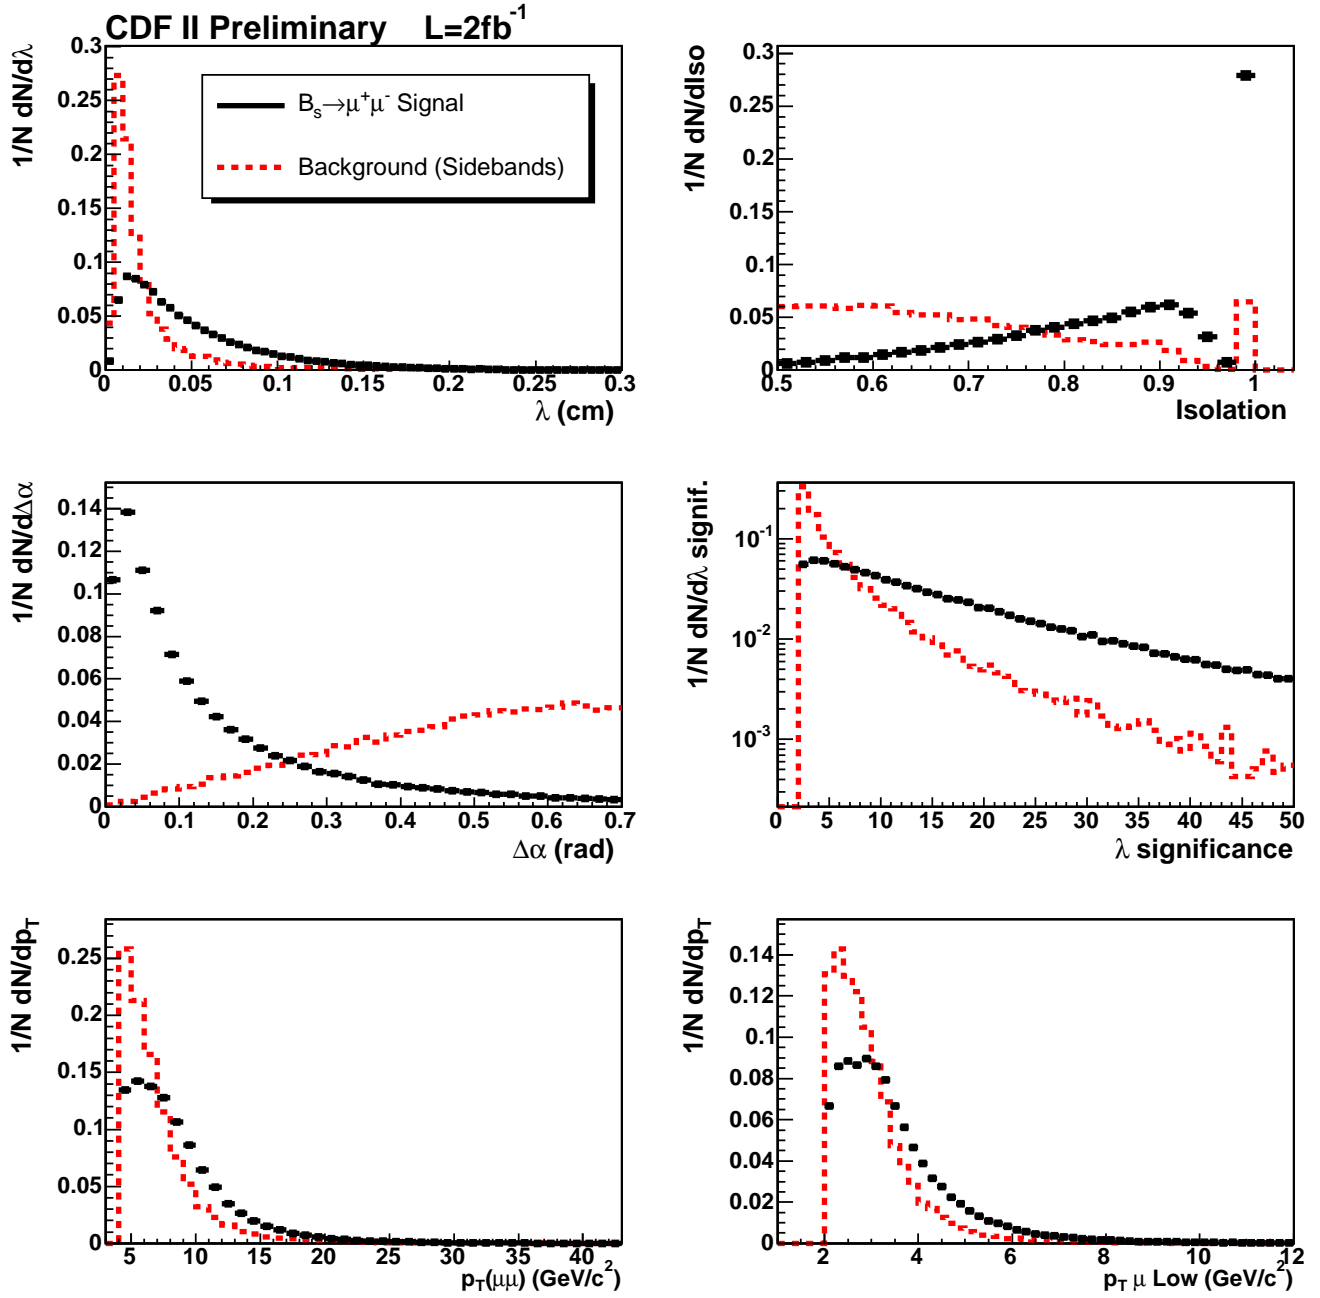 CDF II Preliminary L=2fb⁻¹
1/N dN/dλ
0.3
0.25
0.2
0.15
0.1
0.05
0
B_s→μ⁺μ⁻ Signal
Background (Sidebands)
0 0.05 0.1 0.15 0.2 0.25 0.3
λ (cm)
1/N dN/dIso
0.3
0.25
0.2
0.15
0.1
0.05
0
0.5 0.6 0.7 0.8 0.9 1
Isolation
1/N dN/dΔα
0.14
0.12
0.1
0.08
0.06
0.04
0.02
0
0 0.1 0.2 0.3 0.4 0.5 0.6 0.7
Δα (rad)
1/N dN/dλ signif.
10⁻¹
10⁻²
10⁻³
0 5 10 15 20 25 30 35 40 45 50
λ significance
1/N dN/dp_T
0.25
0.2
0.15
0.1
0.05
0
5 10 15 20 25 30 35 40
p_T(μμ) (GeV/c²)
1/N dN/dp_T
0.14
0.12
0.1
0.08
0.06
0.04
0.02
0
2 4 6 8 10 12
p_T μ Low (GeV/c²)